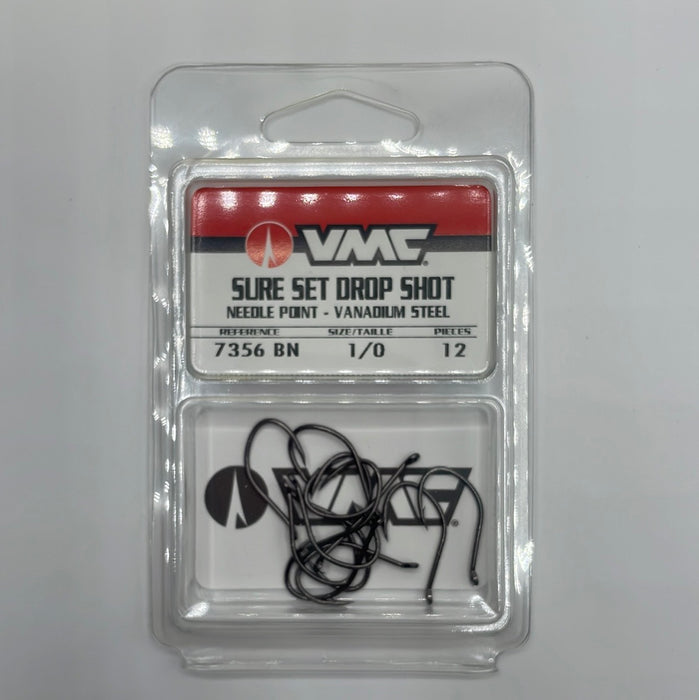 VMC®
SURE SET DROP SHOT
NEEDLE POINT - VANADIUM STEEL
REFERENCE SIZE/TAILLE PIECES
7356 BN 1/0 12
VMC®